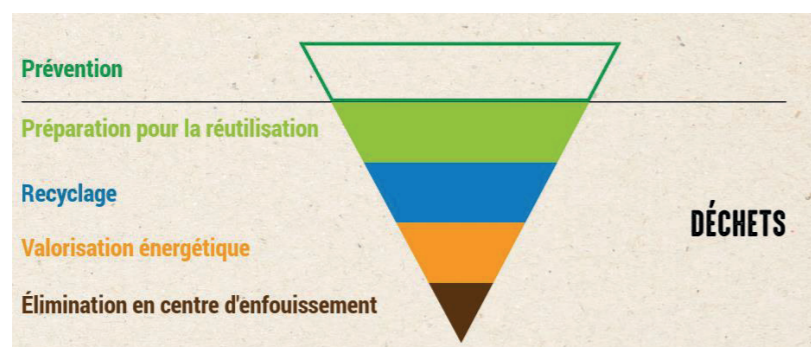 Prévention
Préparation pour la réutilisation
Recyclage
DÉCHETS
Valorisation énergétique
Élimination en centre d'enfouissement